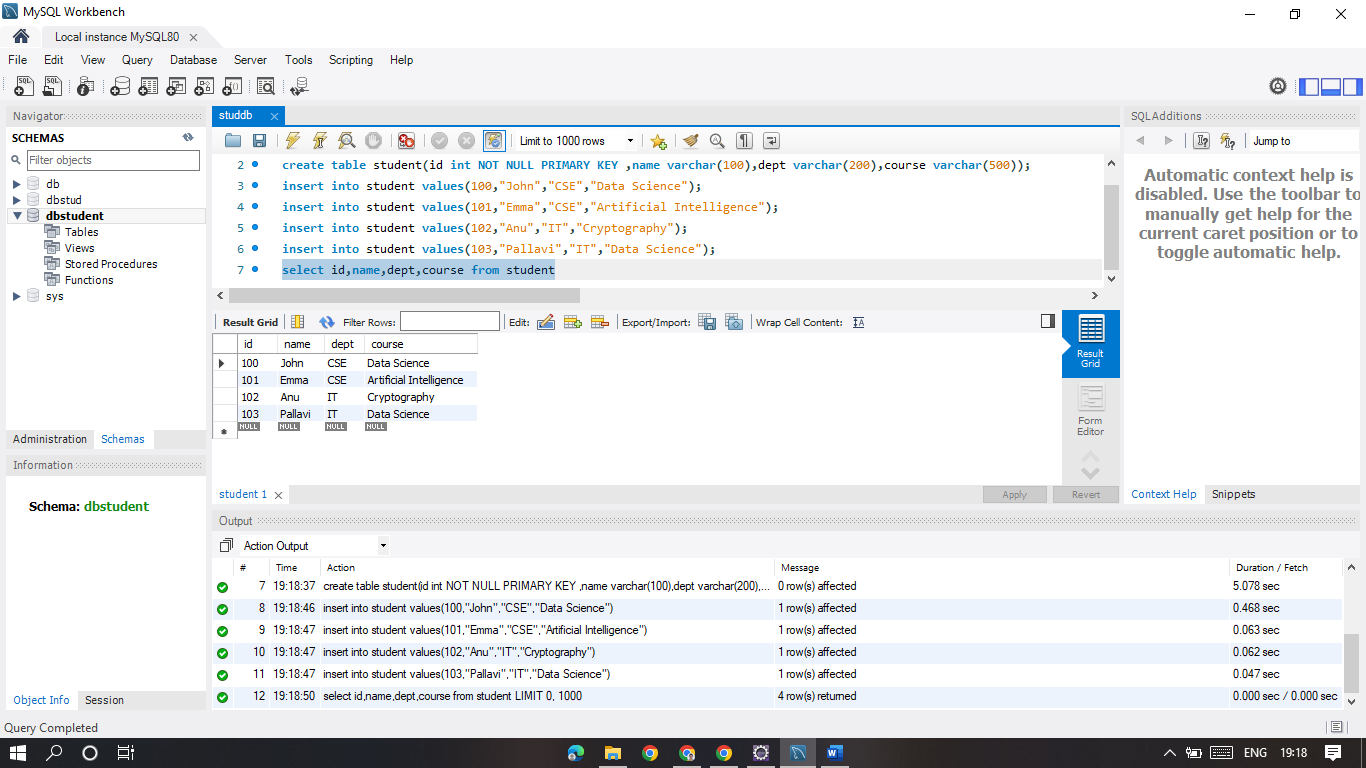 MySQL Workbench
Local instance MySQL80
File Edit View Query Database Server Tools Scripting Help
Navigator
SCHEMAS
Filter objects
db
dbstud
dbstudent
Tables
Views
Stored Procedures
Functions
sys
Administration Schemas
Information
Schema: dbstudent
Object Info Session
studdb
Limit to 1000 rows
2 create table student(id int NOT NULL PRIMARY KEY ,name varchar(100),dept varchar(200),course varchar(500));
3 insert into student values(100,"John","CSE","Data Science");
4 insert into student values(101,"Emma","CSE","Artificial Intelligence");
5 insert into student values(102,"Anu","IT","Cryptography");
6 insert into student values(103,"Pallavi","IT","Data Science");
7 select id,name,dept,course from student
Result Grid Filter Rows: Edit: Export/Import: Wrap Cell Content:
id name dept course
100 John CSE Data Science
101 Emma CSE Artificial Intelligence
102 Anu IT Cryptography
103 Pallavi IT Data Science
NULL NULL NULL NULL
Result
Grid
Form
Editor
student 1
Apply Revert
SQLAdditions
Jump to
Automatic context help is
disabled. Use the toolbar to
manually get help for the
current caret position or to
toggle automatic help.
Context Help Snippets
Output
Action Output
# Time Action Message Duration / Fetch
7 19:18:37 create table student(id int NOT NULL PRIMARY KEY ,name varchar(100),dept varchar(200),... 0 row(s) affected 5.078 sec
8 19:18:46 insert into student values(100,"John","CSE","Data Science") 1 row(s) affected 0.468 sec
9 19:18:47 insert into student values(101,"Emma","CSE","Artificial Intelligence") 1 row(s) affected 0.063 sec
10 19:18:47 insert into student values(102,"Anu","IT","Cryptography") 1 row(s) affected 0.062 sec
11 19:18:47 insert into student values(103,"Pallavi","IT","Data Science") 1 row(s) affected 0.047 sec
12 19:18:50 select id,name,dept,course from student LIMIT 0, 1000 4 row(s) returned 0.000 sec / 0.000 sec
Query Completed
ENG 19:18